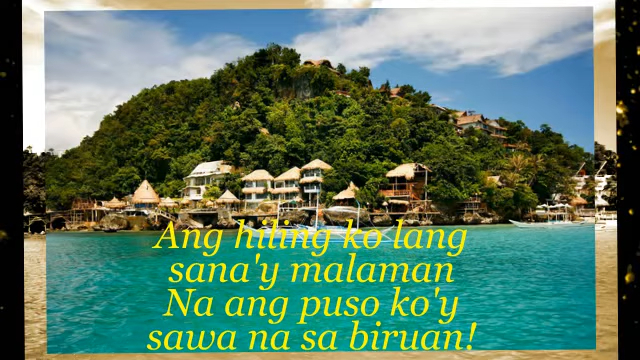 Ang hiling ko lang
sana'y malaman
Na ang puso ko'y
sawa na sa biruan!